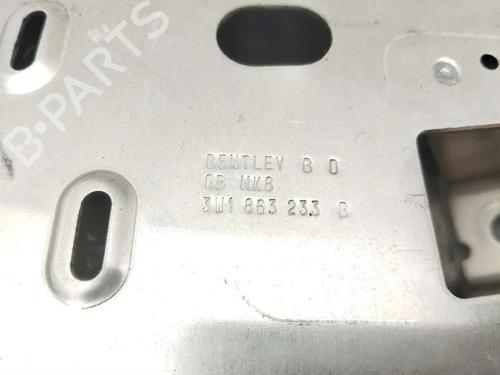 B-PARTS
BENTLEY B D
GB MK8
3W1 863 233 B